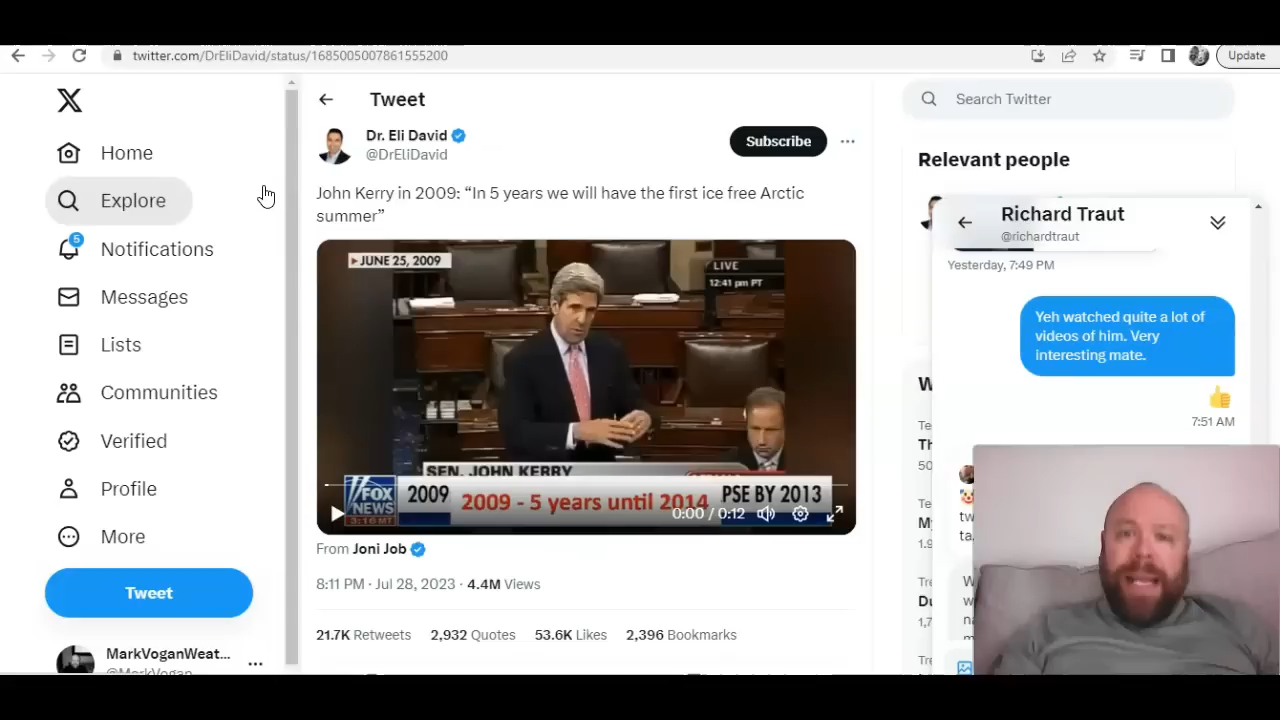 twitter.com/DrEliDavid/status/1685005007861555200
Update
Home
Explore
5
Notifications
Messages
Lists
Communities
Verified
Profile
More
Tweet
MarkVoganWeat...
@MarkVogan
Tweet
Dr. Eli David
@DrEliDavid
Subscribe
John Kerry in 2009: “In 5 years we will have the first ice free Arctic
summer”
JUNE 25, 2009
LIVE
12:41 pm PT
SEN. JOHN KERRY
FOX
NEWS
3:16 MT
2009
2009 - 5 years until 2014
PSE BY 2013
0:00 / 0:12
From Joni Job
8:11 PM · Jul 28, 2023 · 4.4M Views
21.7K Retweets 2,932 Quotes 53.6K Likes 2,396 Bookmarks
Search Twitter
Relevant people
Richard Traut
@richardtraut
Yesterday, 7:49 PM
Yeh watched quite a lot of
videos of him. Very
interesting mate.
7:51 AM